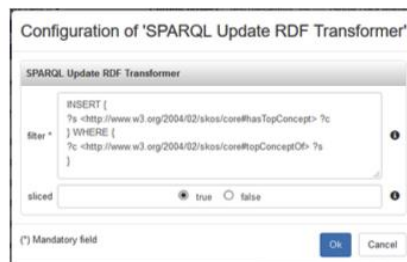 Configuration of 'SPARQL Update RDF Transformer'
SPARQL Update RDF Transformer
filter *
INSERT {
?s <http://www.w3.org/2004/02/skos/core#hasTopConcept> ?c
} WHERE {
?c <http://www.w3.org/2004/02/skos/core#topConceptOf> ?s
}
sliced
true false
(*) Mandatory field
Ok Cancel